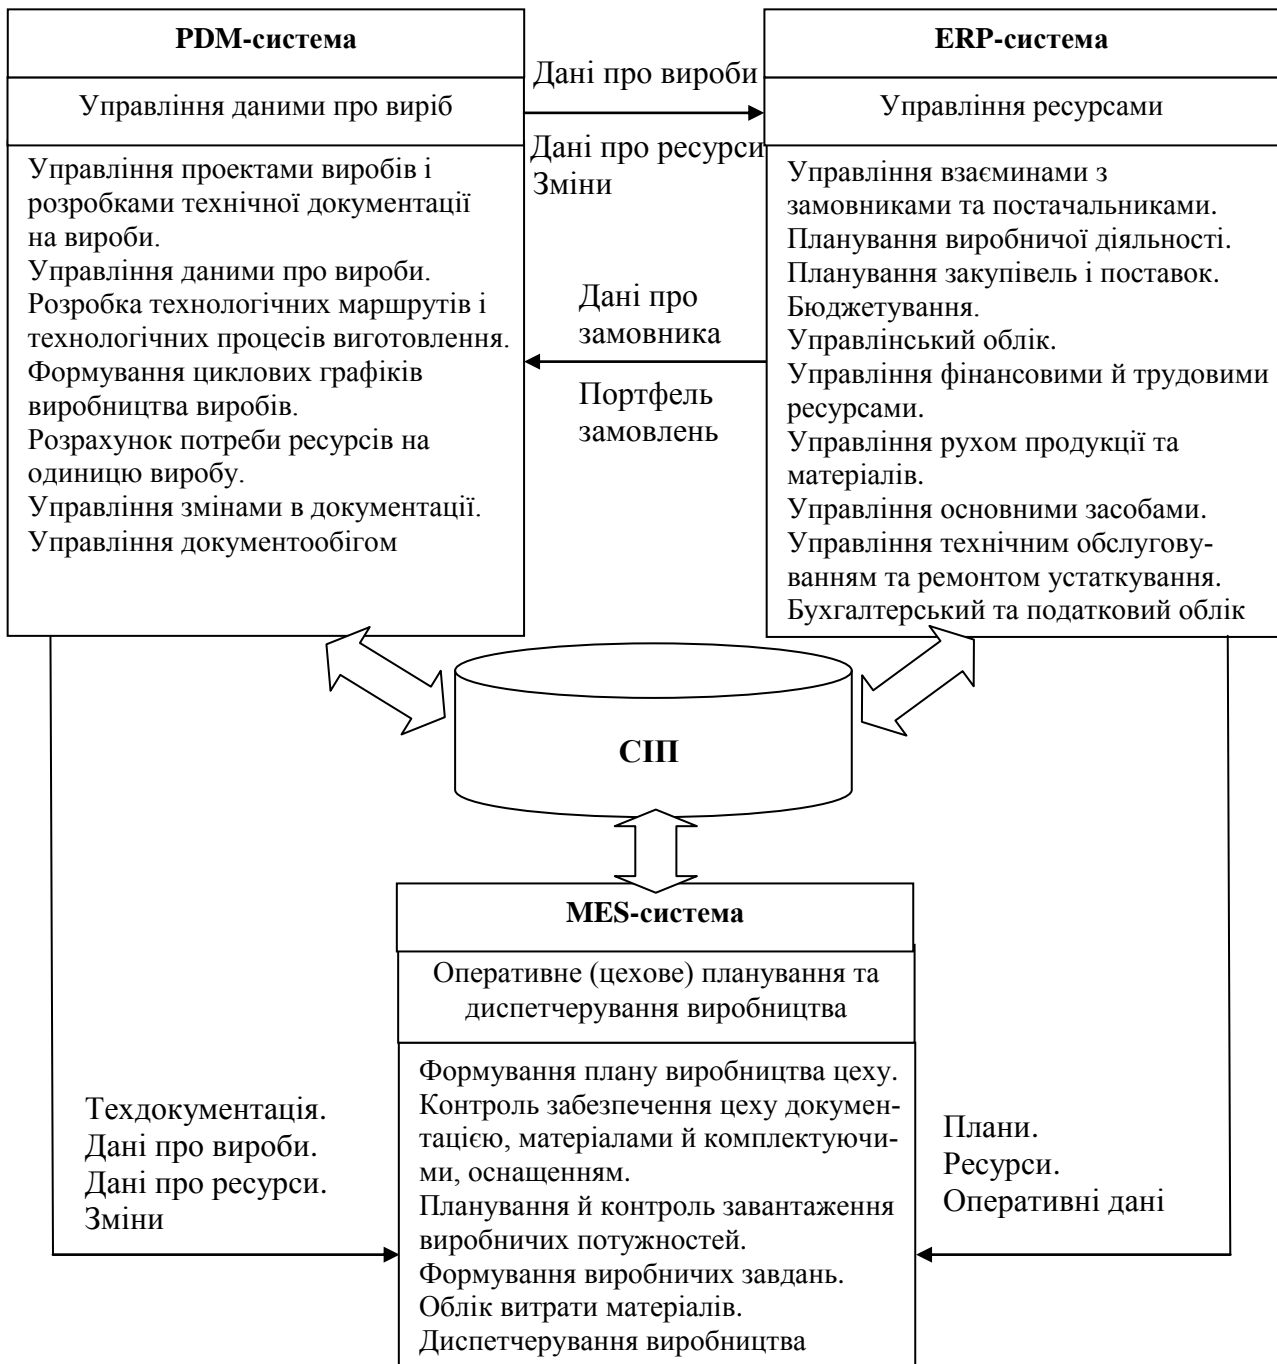 PDM-система
Управління даними про виріб
Управління проектами виробів і
розробками технічної документації
на вироби.
Управління даними про вироби.
Розробка технологічних маршрутів і
технологічних процесів виготовлення.
Формування циклових графіків
виробництва виробів.
Розрахунок потреби ресурсів на
одиницю виробу.
Управління змінами в документації.
Управління документообігом
Дані про вироби
Дані про ресурси
Зміни
Дані про
замовника
Портфель
замовлень
ERP-система
Управління ресурсами
Управління взаєминами з
замовниками та постачальниками.
Планування виробничої діяльності.
Планування закупівель і поставок.
Бюджетування.
Управлінський облік.
Управління фінансовими й трудовими
ресурсами.
Управління рухом продукції та
матеріалів.
Управління основними засобами.
Управління технічним обслугову-
ванням та ремонтом устаткування.
Бухгалтерський та податковий облік
СІП
MES-система
Оперативне (цехове) планування та
диспетчерування виробництва
Формування плану виробництва цеху.
Контроль забезпечення цеху докумен-
тацією, матеріалами й комплектуючи-
ми, оснащенням.
Планування й контроль завантаження
виробничих потужностей.
Формування виробничих завдань.
Облік витрати матеріалів.
Диспетчерування виробництва
Техдокументація.
Дані про вироби.
Дані про ресурси.
Зміни
Плани.
Ресурси.
Оперативні дані